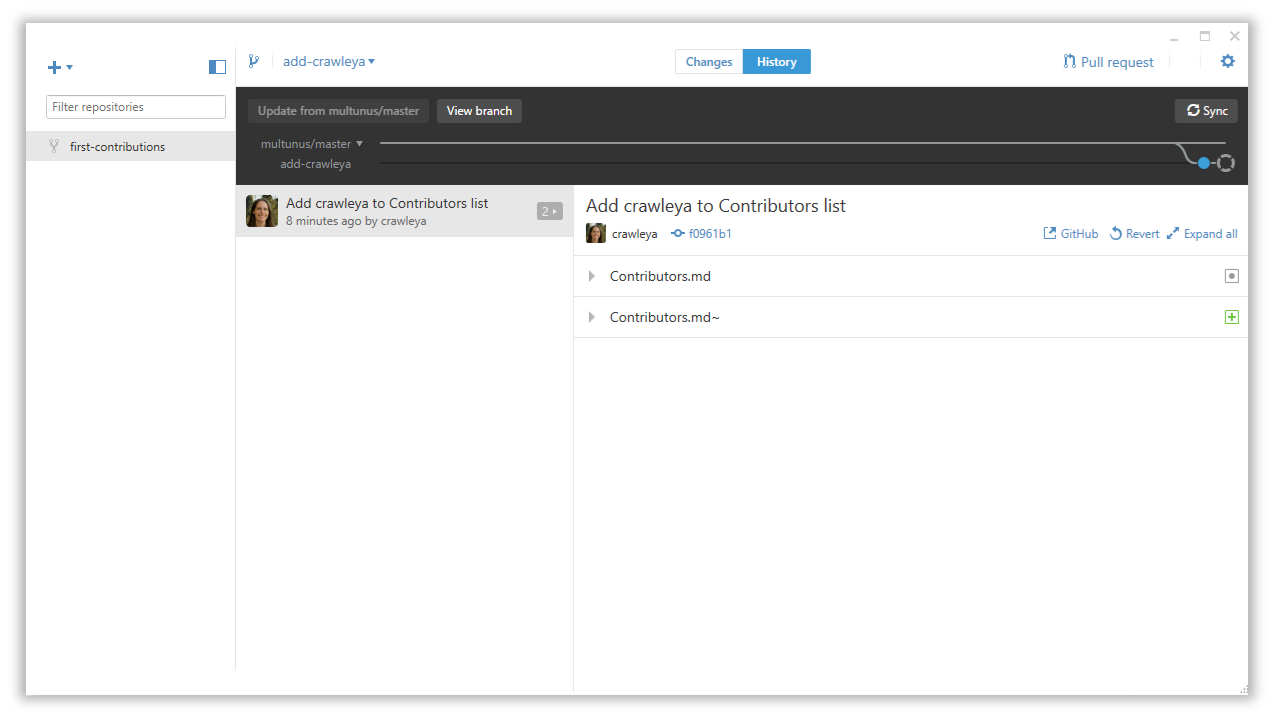 add-crawleya
Changes
History
Pull request
Filter repositories
first-contributions
Update from multunus/master
View branch
Sync
multunus/master
add-crawleya
Add crawleya to Contributors list
8 minutes ago by crawleya
2
Add crawleya to Contributors list
crawleya
f0961b1
GitHub
Revert
Expand all
Contributors.md
Contributors.md~